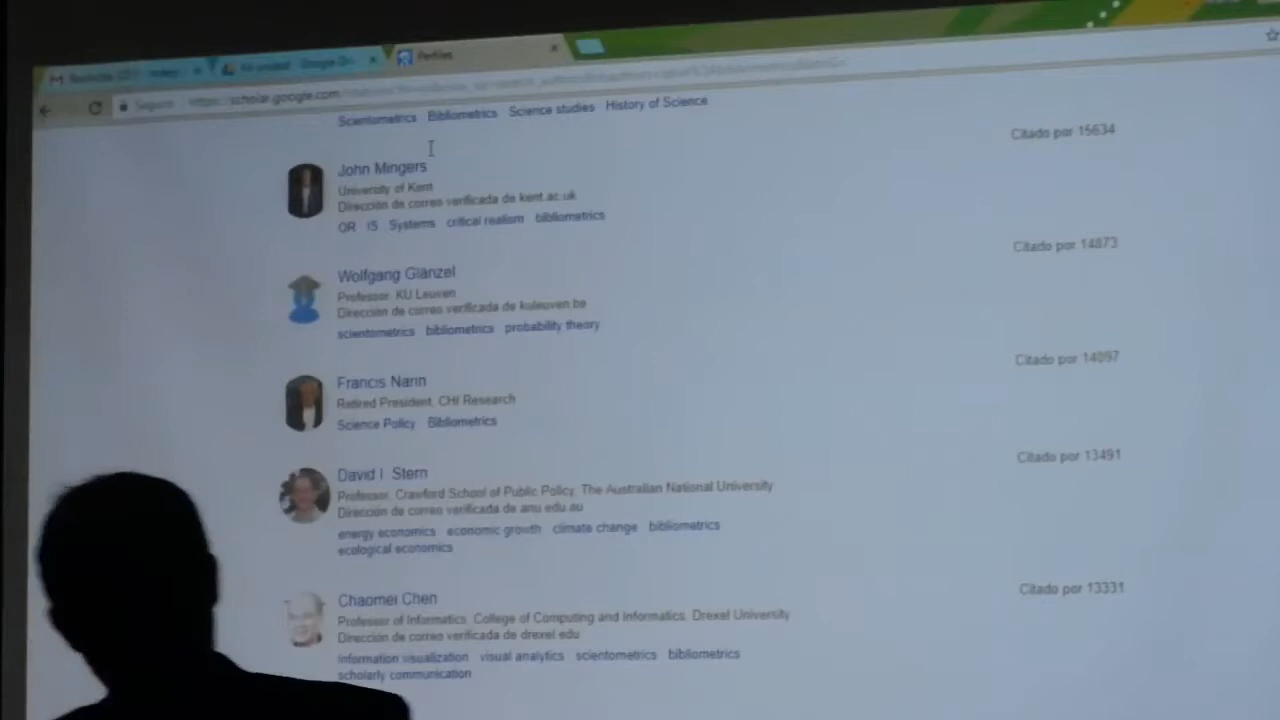 Perfiles
Seguro https://scholar.google.com
Scientometrics Bibliometrics Science studies History of Science
Citado por 15634
John Mingers
University of Kent
Dirección de correo verificada de kent.ac.uk
OR IS Systems critical realism bibliometrics
Citado por 14873
Wolfgang Glänzel
Professor, KU Leuven
Dirección de correo verificada de kuleuven.be
scientometrics bibliometrics probability theory
Citado por 14097
Francis Narin
Retired President, CHI Research
Science Policy Bibliometrics
Citado por 13491
David I. Stern
Professor, Crawford School of Public Policy, The Australian National University
Dirección de correo verificada de anu.edu.au
energy economics economic growth climate change bibliometrics
ecological economics
Citado por 13331
Chaomei Chen
Professor of Informatics, College of Computing and Informatics, Drexel University
Dirección de correo verificada de drexel.edu
information visualization visual analytics scientometrics bibliometrics
scholarly communication